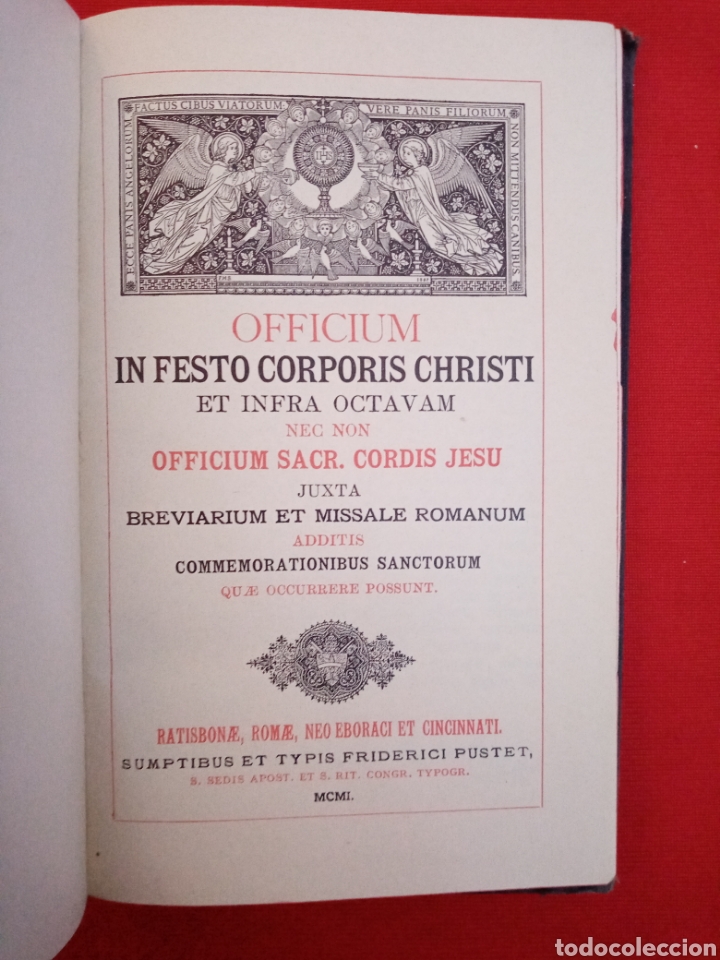 ECCE PANIS ANGELORUM
FACTUS CIBUS VIATORUM
VERE PANIS FILIORUM
NON MITTENDUS CANIBUS
IHS
OFFICIUM
IN FESTO CORPORIS CHRISTI
ET INFRA OCTAVAM
NEC NON
OFFICIUM SACR. CORDIS JESU
JUXTA
BREVIARIUM ET MISSALE ROMANUM
ADDITIS
COMMEMORATIONIBUS SANCTORUM
QUÆ OCCURRERE POSSUNT.
RATISBONÆ, ROMÆ, NEO EBORACI ET CINCINNATI.
SUMPTIBUS ET TYPIS FRIDERICI PUSTET,
S. SEDIS APOST. ET S. RIT. CONGR. TYPOGR.
MCMI.
todocoleccion